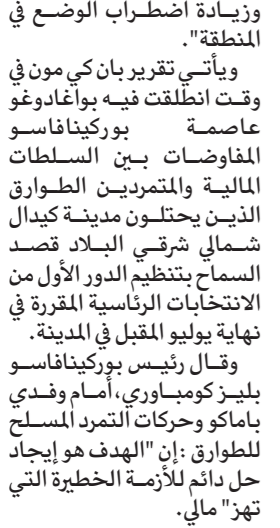 وزيادة اضطراب الوضع في
المنطقة".
ويأتي تقرير بان كي مون في
وقت انطلقت فيه بواغادوغو
عاصمة بوركينافاسو
المفاوضات بين السلطات
المالية والمتمردين الطوارق
الذين يحتلون مدينة كيدال
شمالي شرقي البلاد قصد
السماح بتنظيم الدور الأول من
الانتخابات الرئاسية المقررة في
نهاية يوليو المقبل في المدينة.
وقال رئيس بوركينافاسو
بليز كومباوري، أمام وفدي
باماكو وحركات التمرد المسلح
للطوارق :إن "الهدف هو إيجاد
حل دائم للأزمة الخطيرة التي
تهز" مالي.